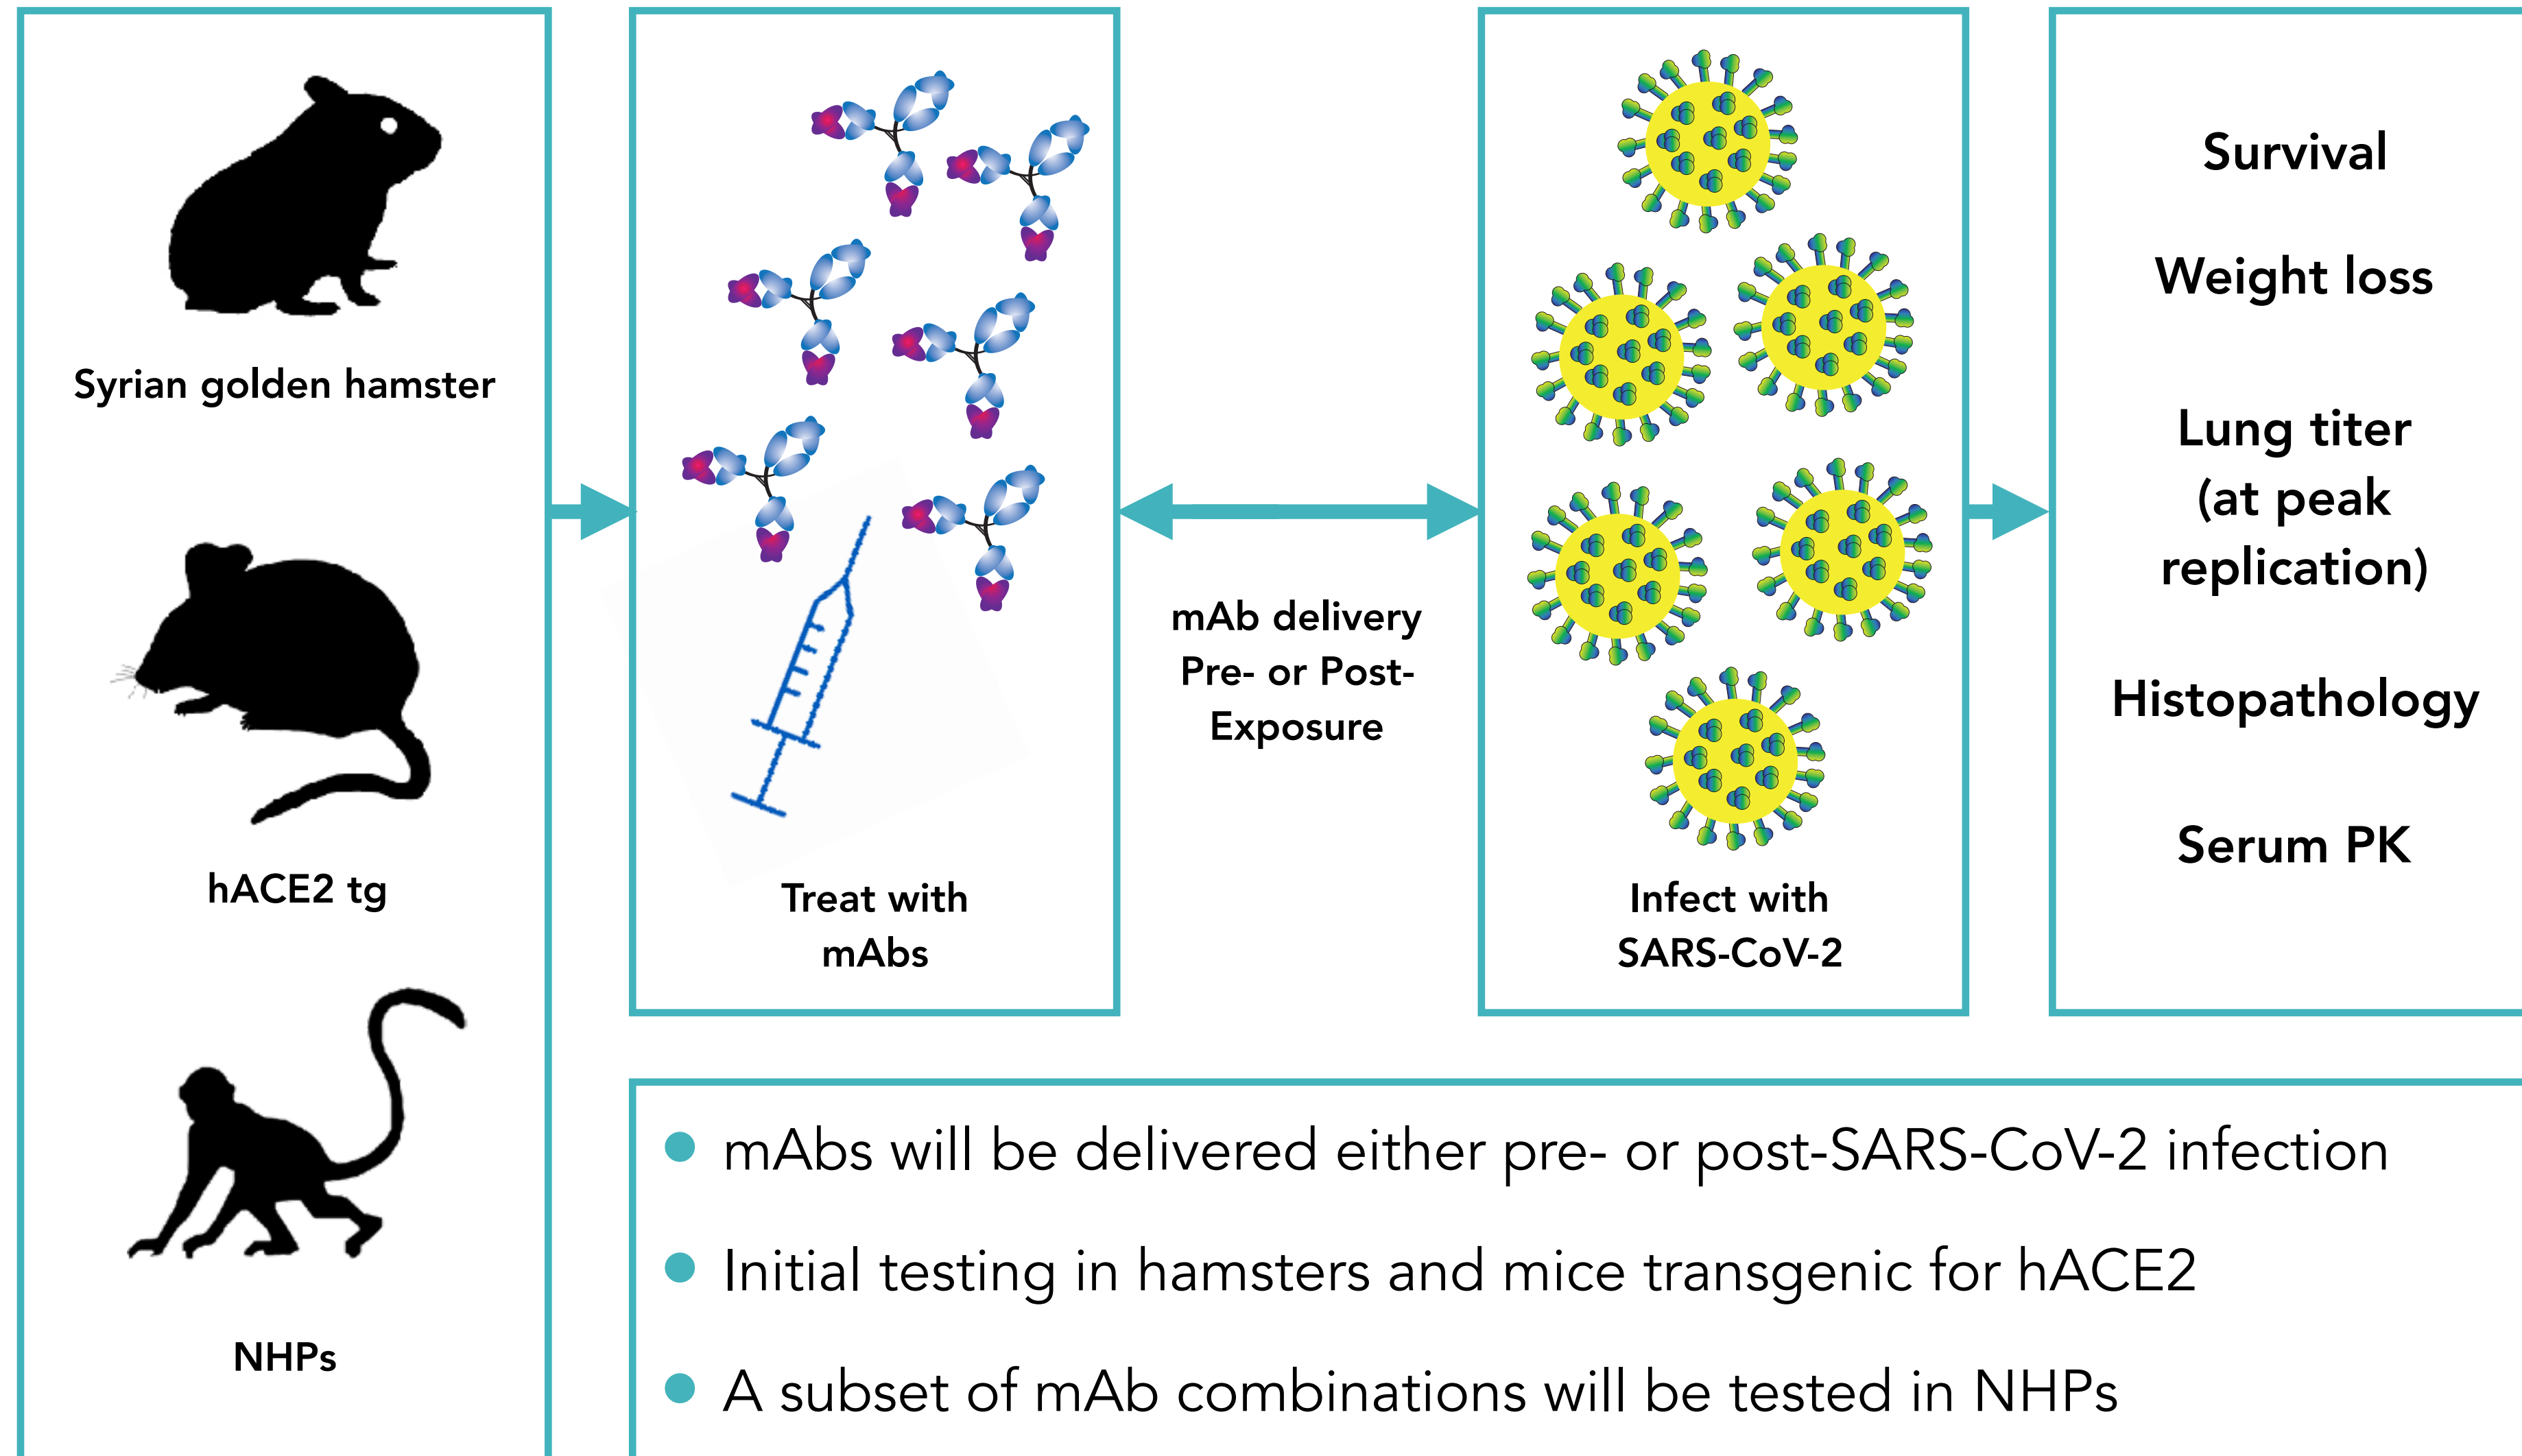 Syrian golden hamster
hACE2 tg
NHPs
Treat with
mAbs
mAb delivery
Pre- or Post-
Exposure
Infect with
SARS-CoV-2
Survival
Weight loss
Lung titer
(at peak
replication)
Histopathology
Serum PK
• mAbs will be delivered either pre- or post-SARS-CoV-2 infection
• Initial testing in hamsters and mice transgenic for hACE2
• A subset of mAb combinations will be tested in NHPs